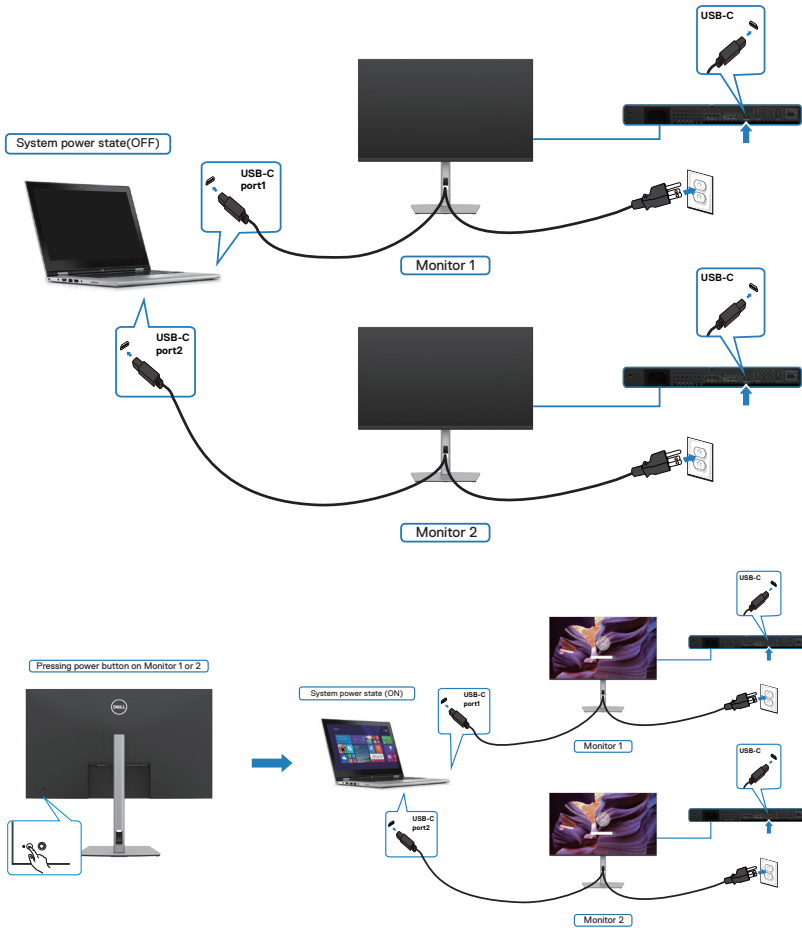 USB-C
System power state(OFF)
USB-C
port1
Monitor 1
USB-C
USB-C
port2
Monitor 2
USB-C
Pressing power button on Monitor 1 or 2
DELL
System power state (ON)
USB-C
port1
Monitor 1
USB-C
USB-C
port2
Monitor 2